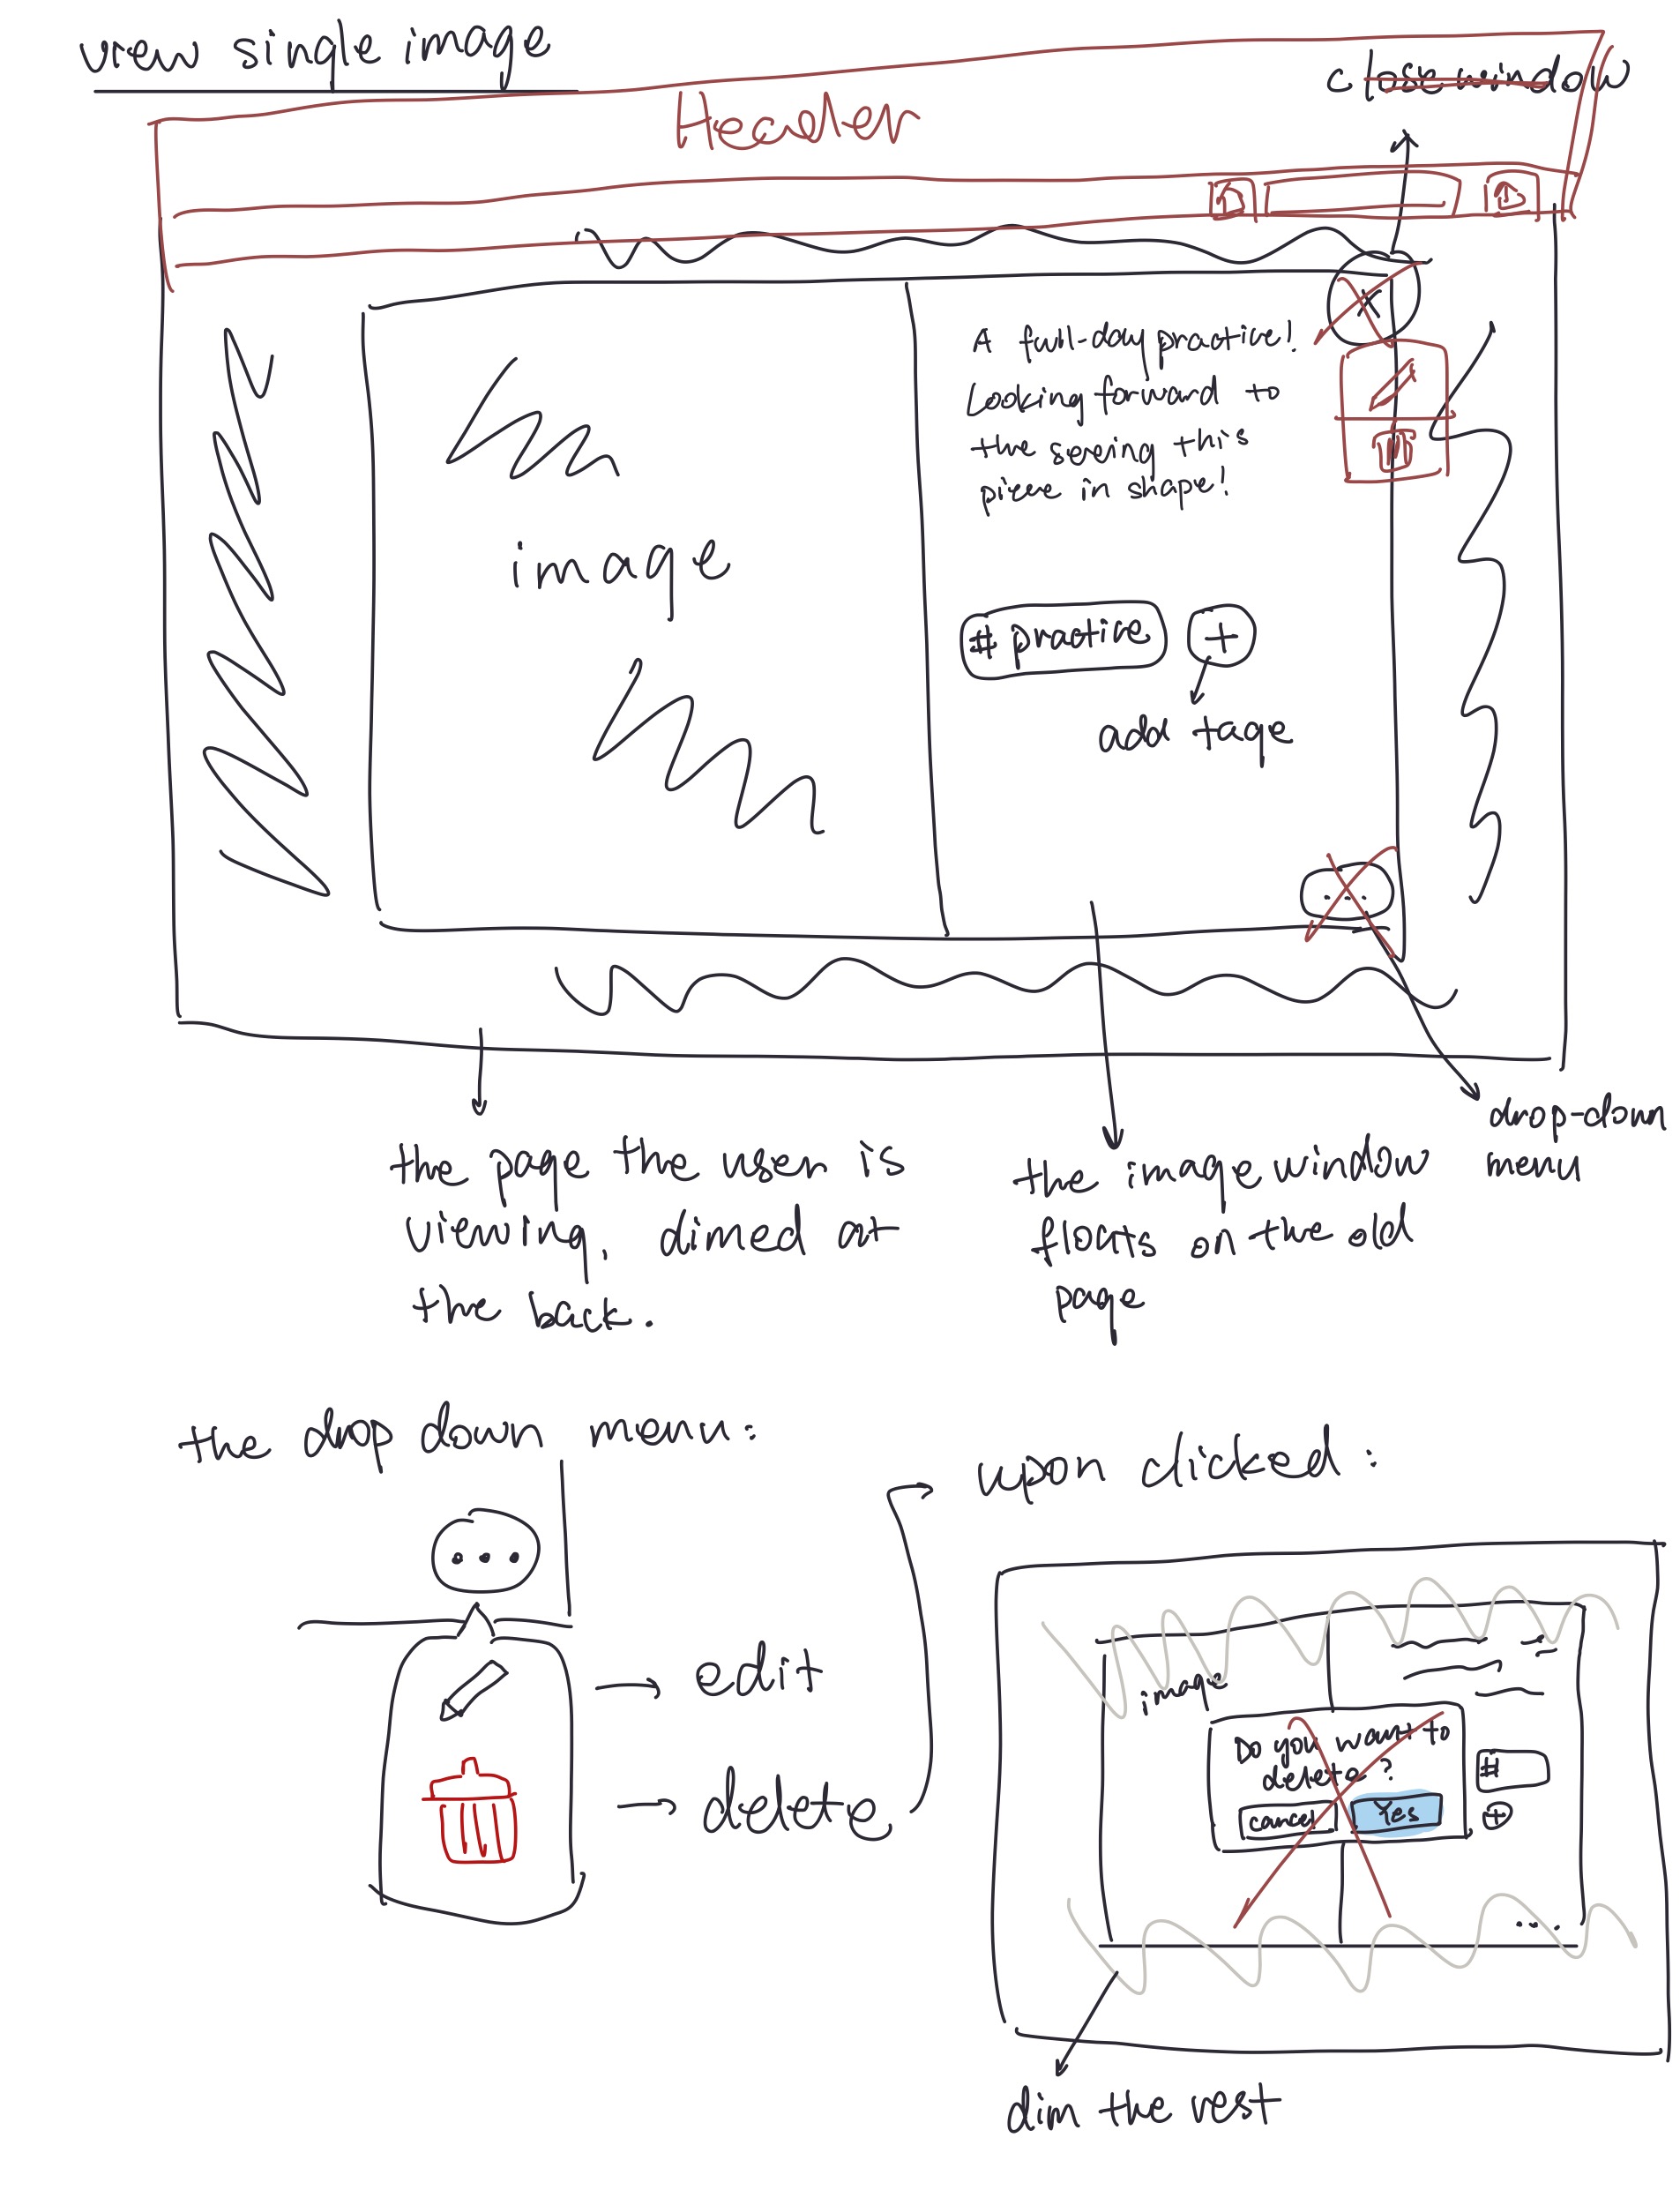 view single image
close window
Header
x
A full-day practice!
Looking forward to
the seeing this
piece in shape!
image
# practice
+
add tage
...
the page the user is
viewing. dimed at
the back.
the image window
floats on the old
page
drop-down
menu
the drop down menu:
...
edit
delete
upon clicked:
image
Do you want to
delete ?
cancel
Yes
#
+
...
dim the rest